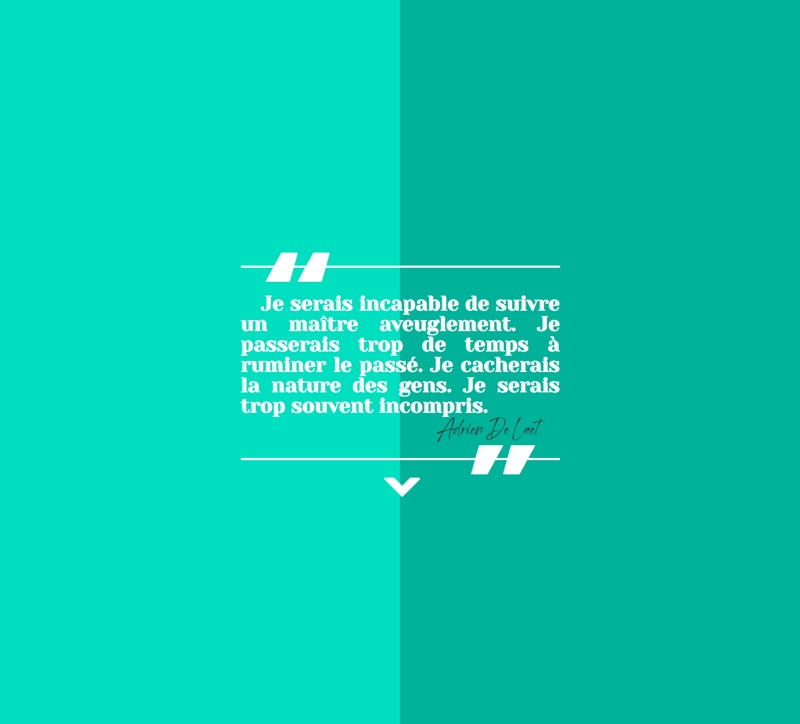 Je serais incapable de suivre
un maître aveuglement. Je
passerais trop de temps à
ruminer le passé. Je cacherais
la nature des gens. Je serais
trop souvent incompris.
Adrien De Laet